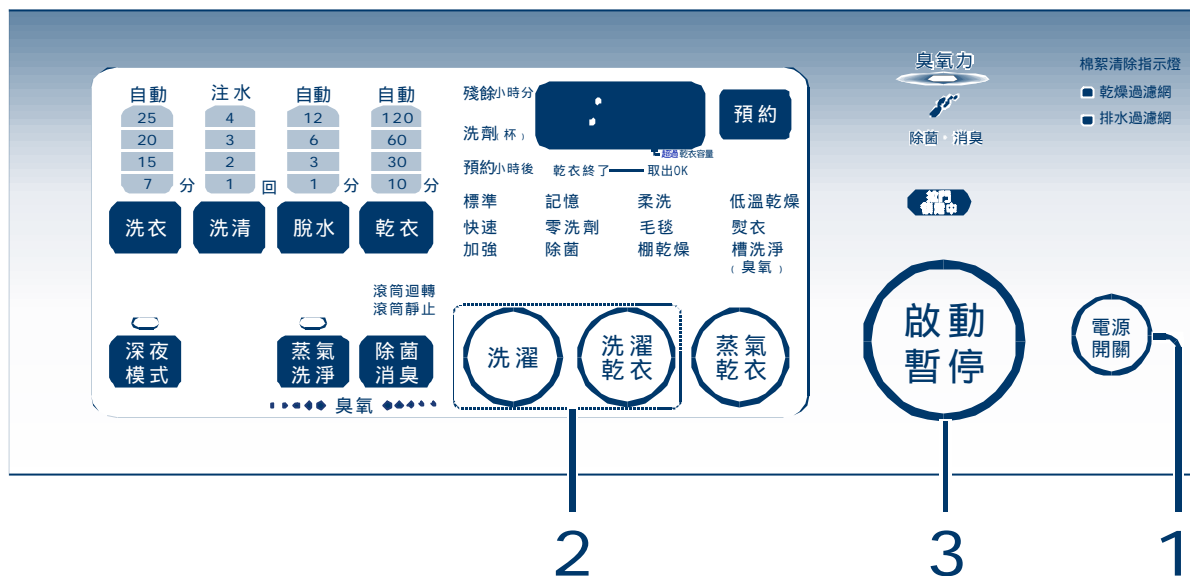 臭氧力
除菌・消臭
棉絮清除指示燈
乾燥過濾網
排水過濾網
自動 注水 自動 自動
25 4 12 120
20 3 6 60
15 2 3 30
7 分 1 回 1 分 10 分
洗衣 洗清 脫水 乾衣
殘餘小時分
洗劑(杯)
預約小時後
預約
超過乾衣容量
乾衣終了 取出OK
標準 記憶 柔洗 低溫乾燥
快速 零洗劑 毛毯 熨衣
加強 除菌 棚乾燥 槽洗淨
(臭氧)
滾筒迴轉
滾筒靜止
深夜 蒸氣 除菌
模式 洗淨 消臭
臭氧
洗濯
洗濯
乾衣
蒸氣
乾衣
啟動
暫停
電源
開關
2 3 1